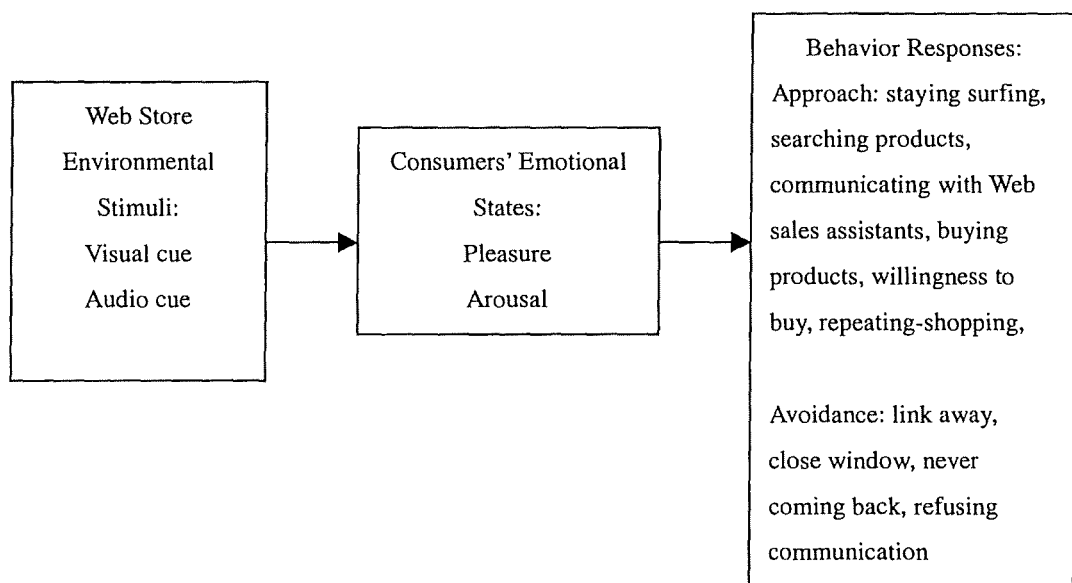 Web Store
Environmental
Stimuli:
Visual cue
Audio cue
Consumers' Emotional
States:
Pleasure
Arousal
Behavior Responses:
Approach: staying surfing,
searching products,
communicating with Web
sales assistants, buying
products, willingness to
buy, repeating-shopping,
Avoidance: link away,
close window, never
coming back, refusing
communication